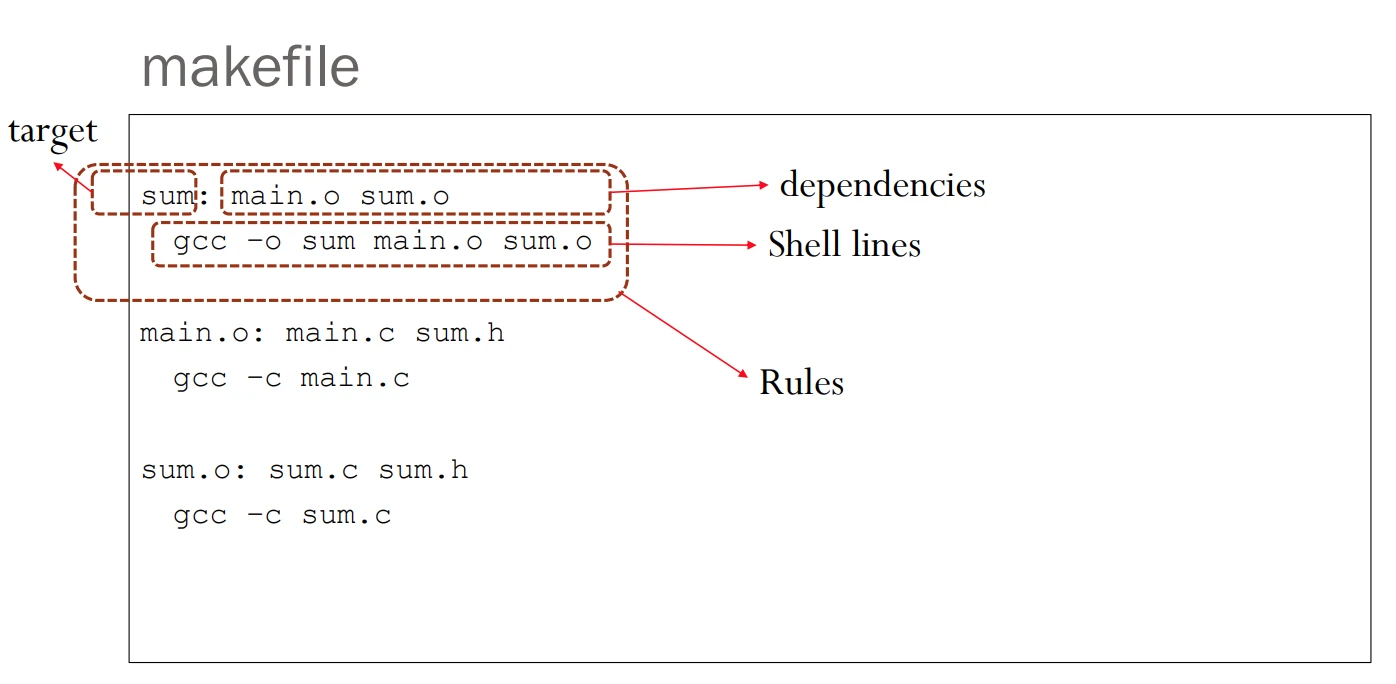 makefile
target
sum: main.o sum.o
dependencies
gcc –o sum main.o sum.o
Shell lines
main.o: main.c sum.h
gcc –c main.c
Rules
sum.o: sum.c sum.h
gcc –c sum.c